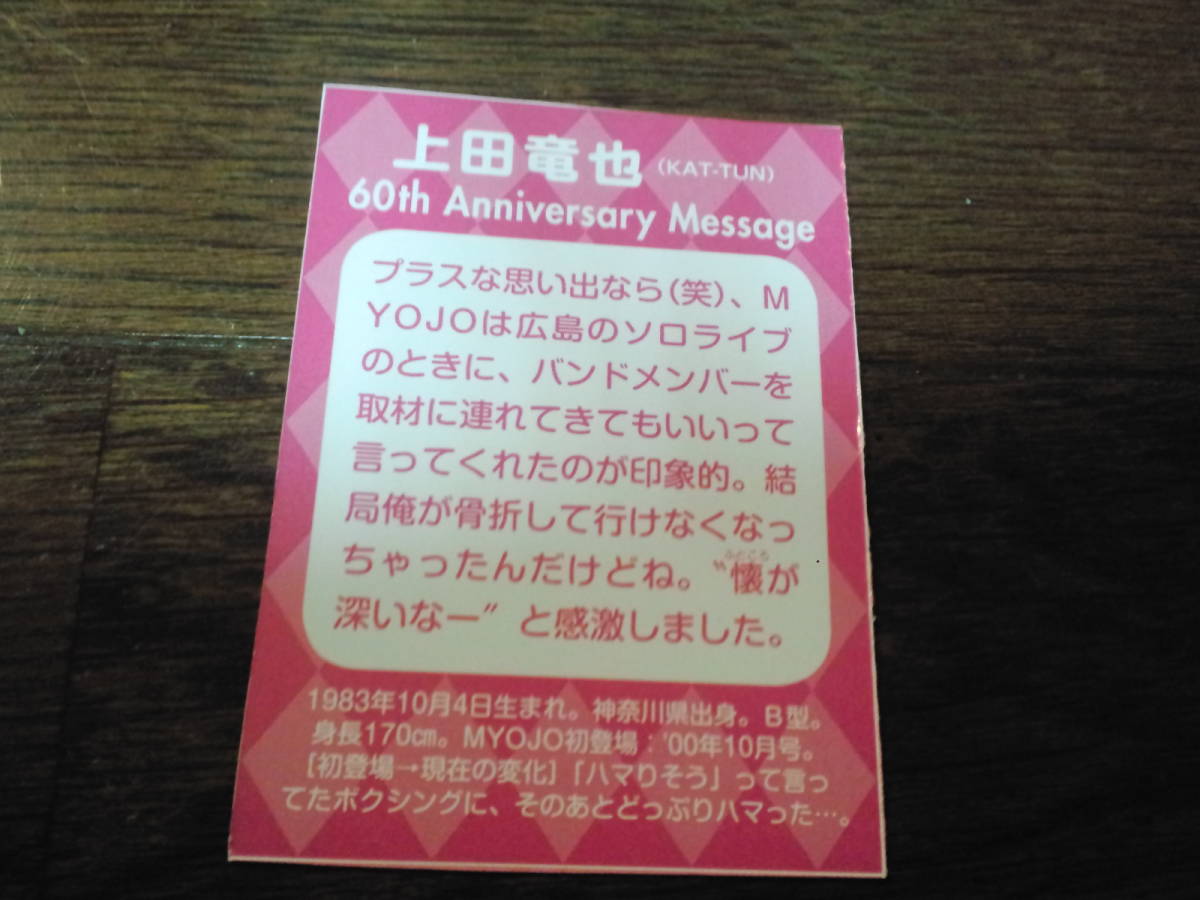 上田竜也(KAT-TUN)
60th Anniversary Message
プラスな思い出なら(笑)、M
YOJOは広島のソロライブ
のときに、バンドメンバーを
取材に連れてきてもいいって
言ってくれたのが印象的。結
局俺が骨折して行けなくなっ
ちゃったんだけどね。
ふところ
〝懐が
深いなー〟と感激しました。
1983年10月4日生まれ。神奈川県出身。B型。
身長170㎝。MYOJO初登場:'00年10月号。
[初登場→現在の変化]「ハマりそう」って言っ
てたボクシングに、そのあとどっぷりハマった…。